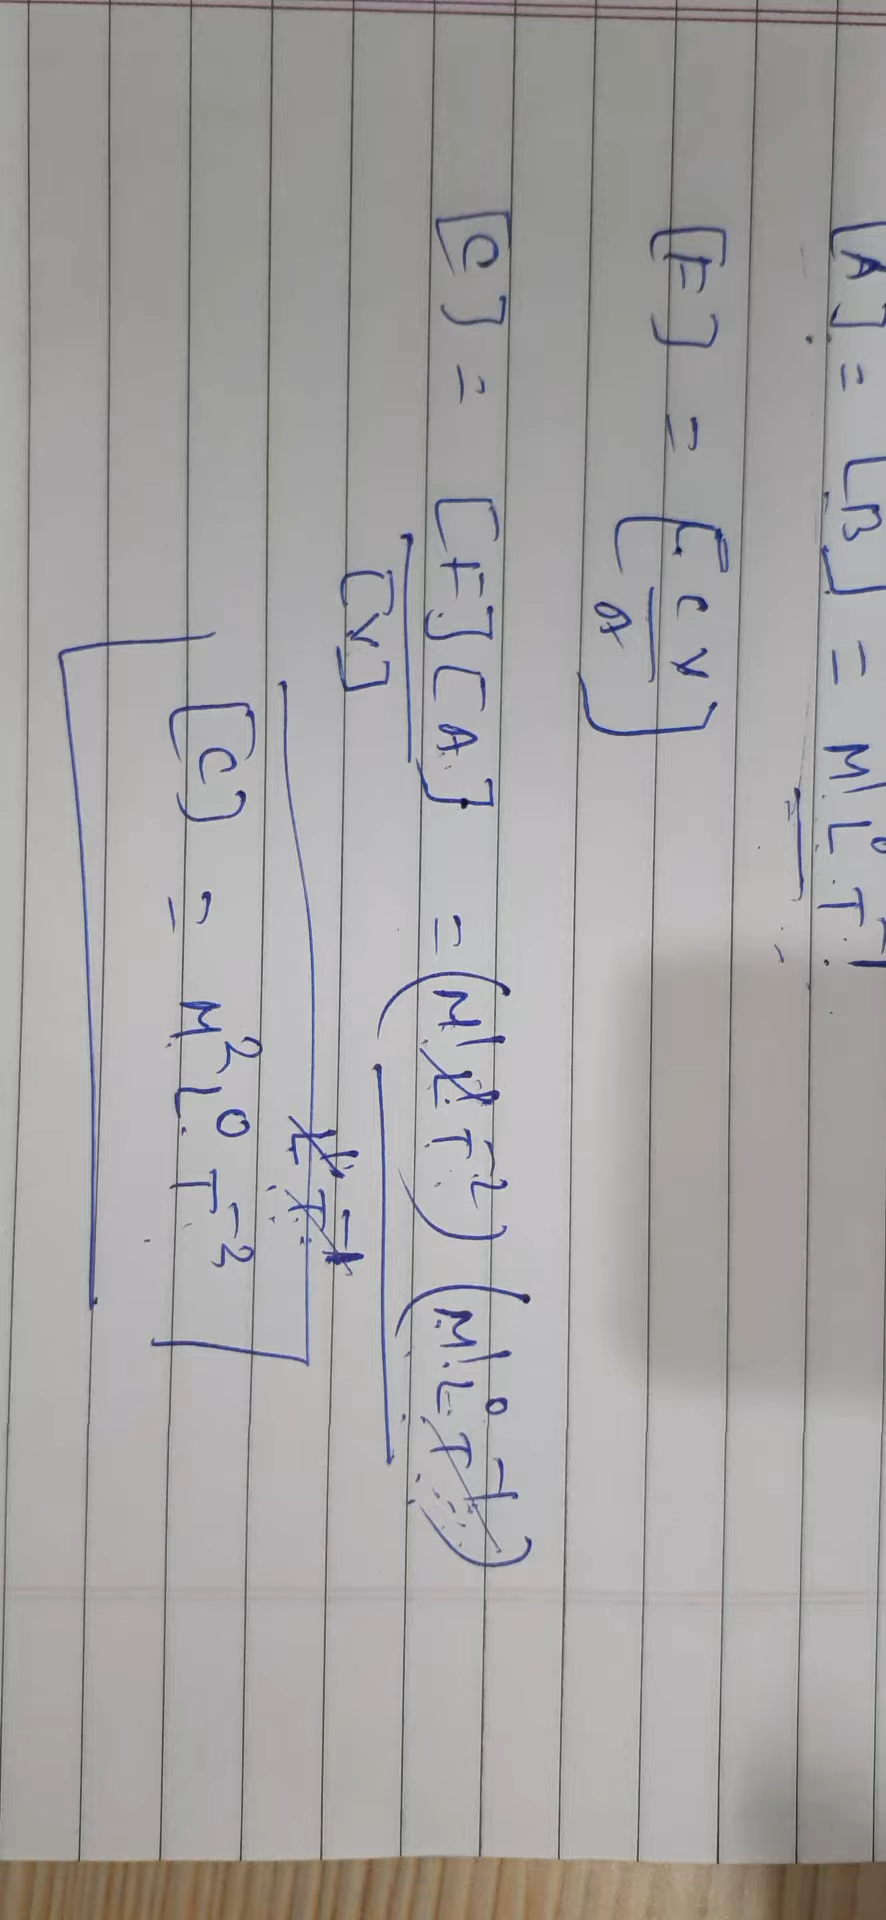 [A] = [B] = M¹L⁰T⁻¹
[F] = [CV/A]
[C] = [F][A]/[V] = (M¹L¹T⁻²)(M¹L⁰T⁻¹)/L¹T⁻¹
[C] = M²L⁰T⁻²